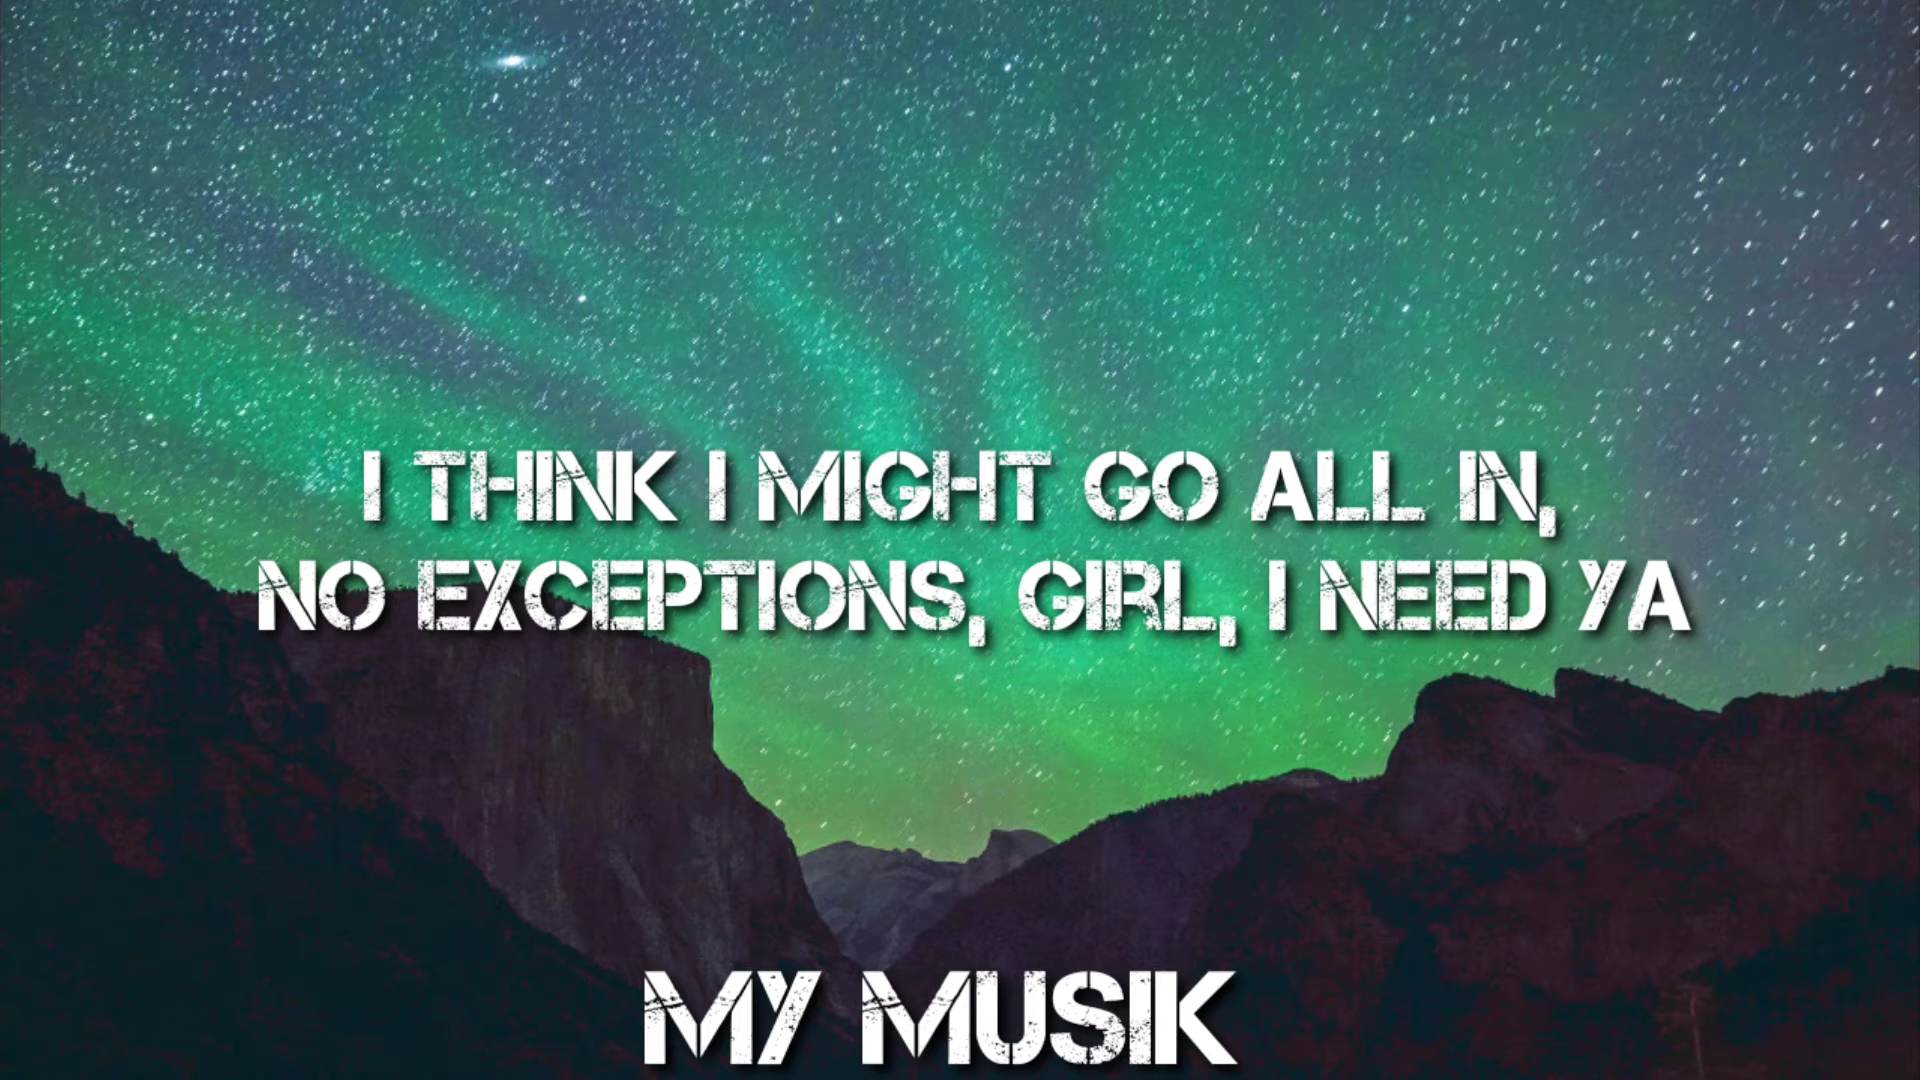 I THINK I MIGHT GO ALL IN,
NO EXCEPTIONS, GIRL, I NEED YA
MY MUSIK